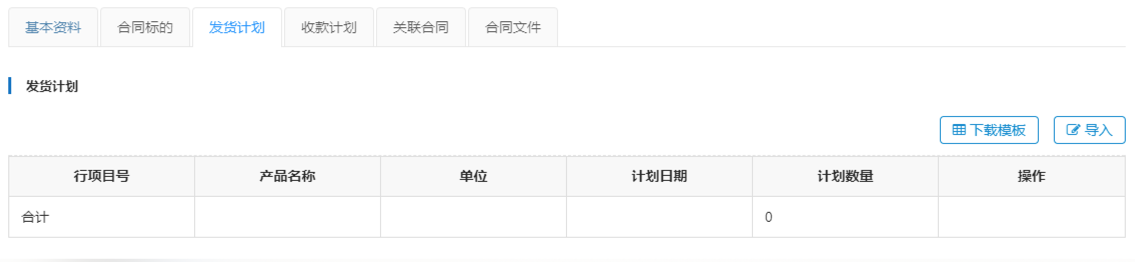 基本资料 合同标的 发货计划 收款计划 关联合同 合同文件
发货计划
下载模板 导入
行项目号 产品名称 单位 计划日期 计划数量 操作
合计 0